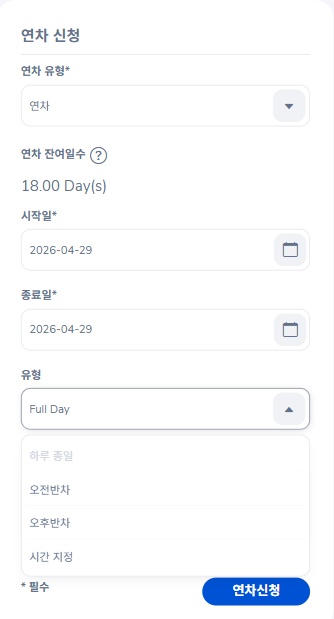 연차 신청
연차 유형*
연차
연차 잔여일수 ?
18.00 Day(s)
시작일*
2026-04-29
종료일*
2026-04-29
유형
Full Day
하루 종일
오전반차
오후반차
시간 지정
* 필수
연차신청